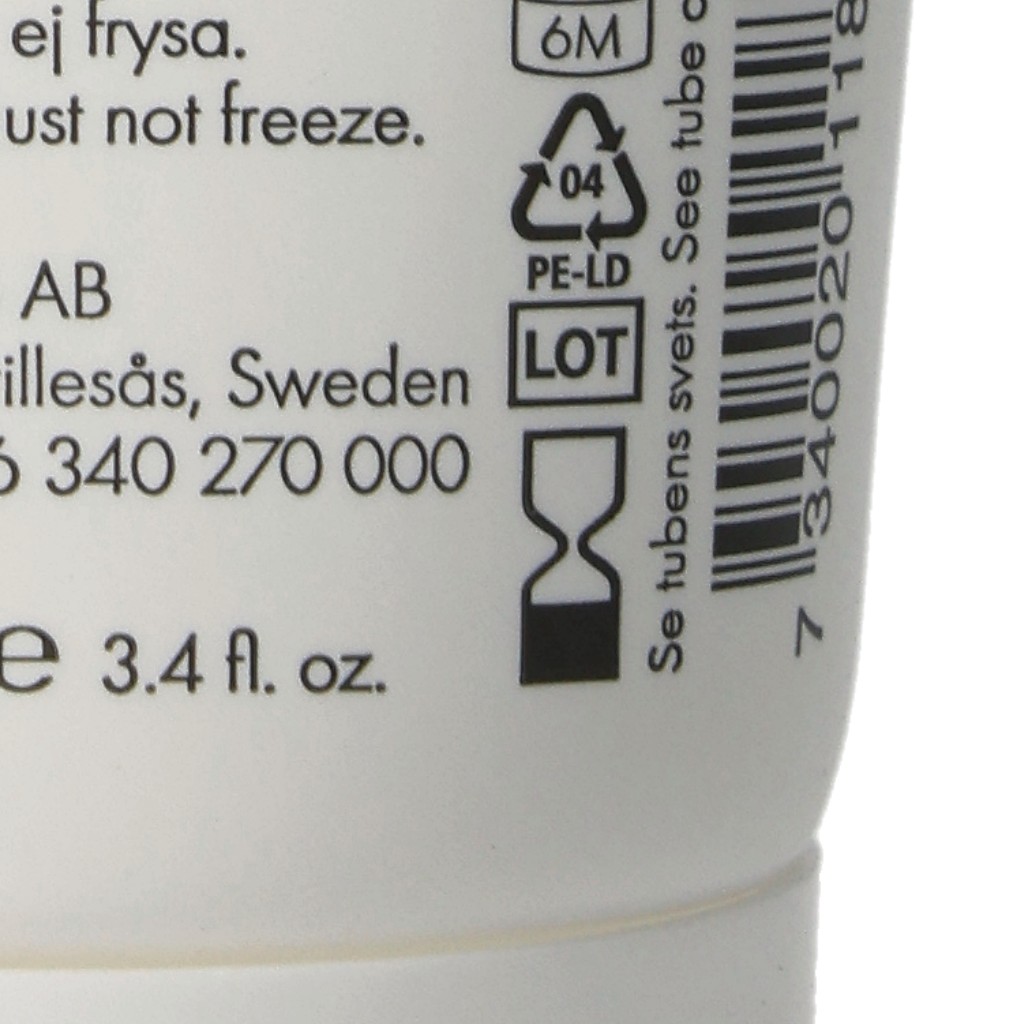 ej frysa.
ust not freeze.
AB
illesås, Sweden
6 340 270 000
e 3.4 fl. oz.
6M
04
PE-LD
LOT
Se tubens svets. See tube
7 340020 118